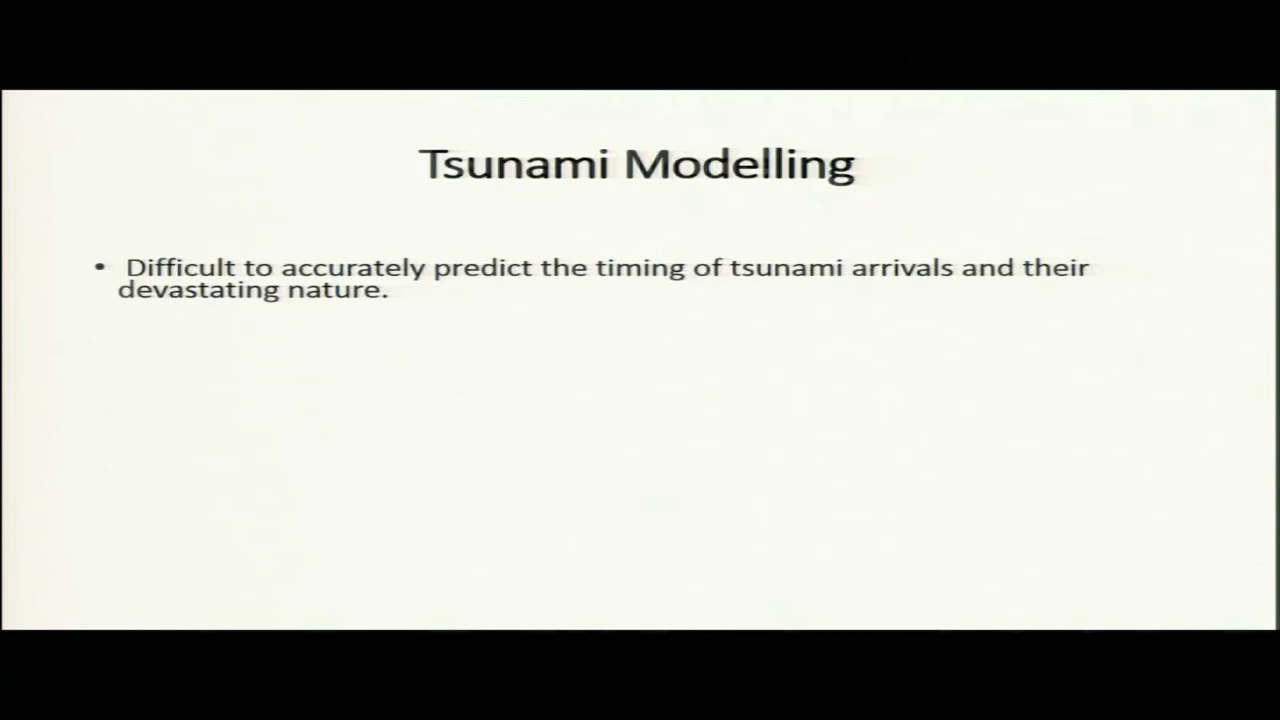 Tsunami Modelling
• Difficult to accurately predict the timing of tsunami arrivals and their
devastating nature.